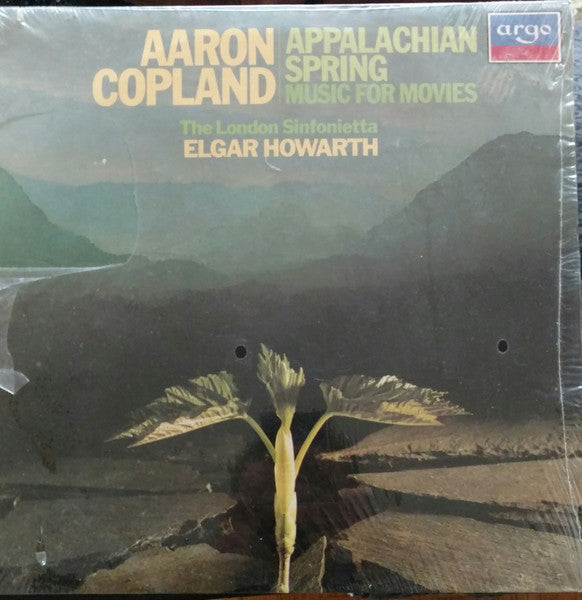 AARON
COPLAND
APPALACHIAN
SPRING
MUSIC FOR MOVIES
argo
The London Sinfonietta
ELGAR HOWARTH